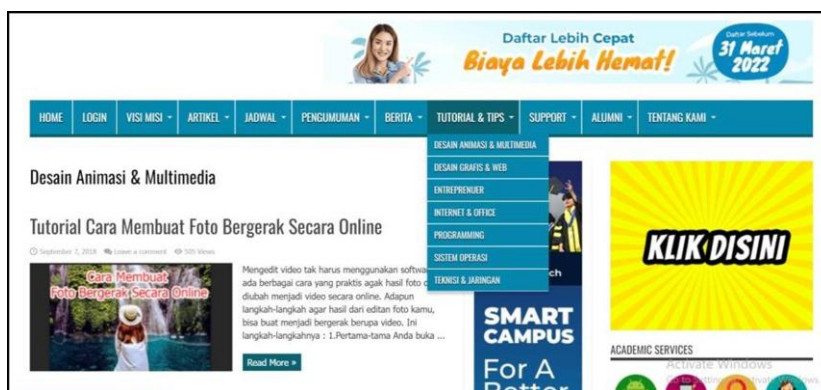 Daftar Lebih Cepat
Biaya Lebih Hemat!
Daftar Sebelum
31 Maret
2022
HOME LOGIN VISI MISI ARTIKEL JADWAL PENGUMUMAN BERITA TUTORIAL & TIPS SUPPORT ALUMNI TENTANG KAMI
DESAIN ANIMASI & MULTIMEDIA
DESAIN GRAFIS & WEB
ENTREPRENUER
INTERNET & OFFICE
PROGRAMMING
SISTEM OPERASI
TEKNISI & JARINGAN
Desain Animasi & Multimedia
Tutorial Cara Membuat Foto Bergerak Secara Online
September 7, 2018 Leave a comment 505 Views
Cara Membuat
Foto Bergerak Secara Online
Mengedit video tak harus menggunakan
ada berbagai cara yang praktis agak hasil foto
diubah menjadi video secara online. Adapun
langkah-langkah agar hasil dari editan foto kamu,
bisa buat menjadi bergerak berupa video. Ini
langkah-langkahnya : 1.Pertama-tama Anda buka ...
Read More »
SMART
CAMPUS
For A
Better
KLIK DISINI
ACADEMIC SERVICES
Activate Windows